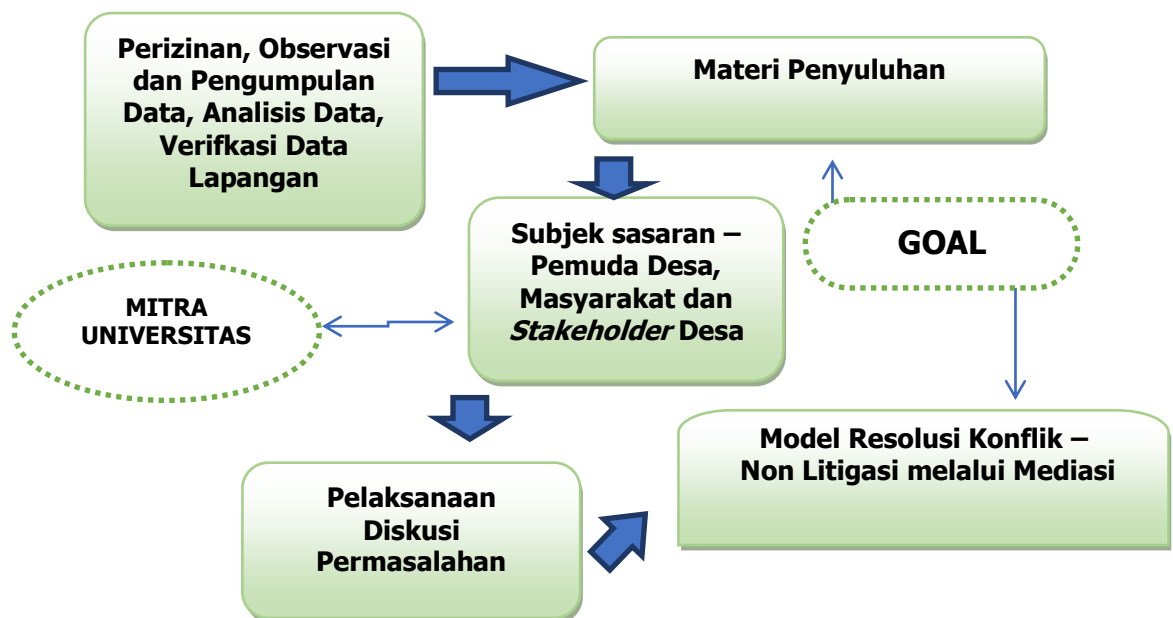 Perizinan, Observasi
dan Pengumpulan
Data, Analisis Data,
Verifkasi Data
Lapangan
Materi Penyuluhan
Subjek sasaran –
Pemuda Desa,
Masyarakat dan
Stakeholder Desa
GOAL
MITRA
UNIVERSITAS
Model Resolusi Konflik –
Non Litigasi melalui Mediasi
Pelaksanaan
Diskusi
Permasalahan